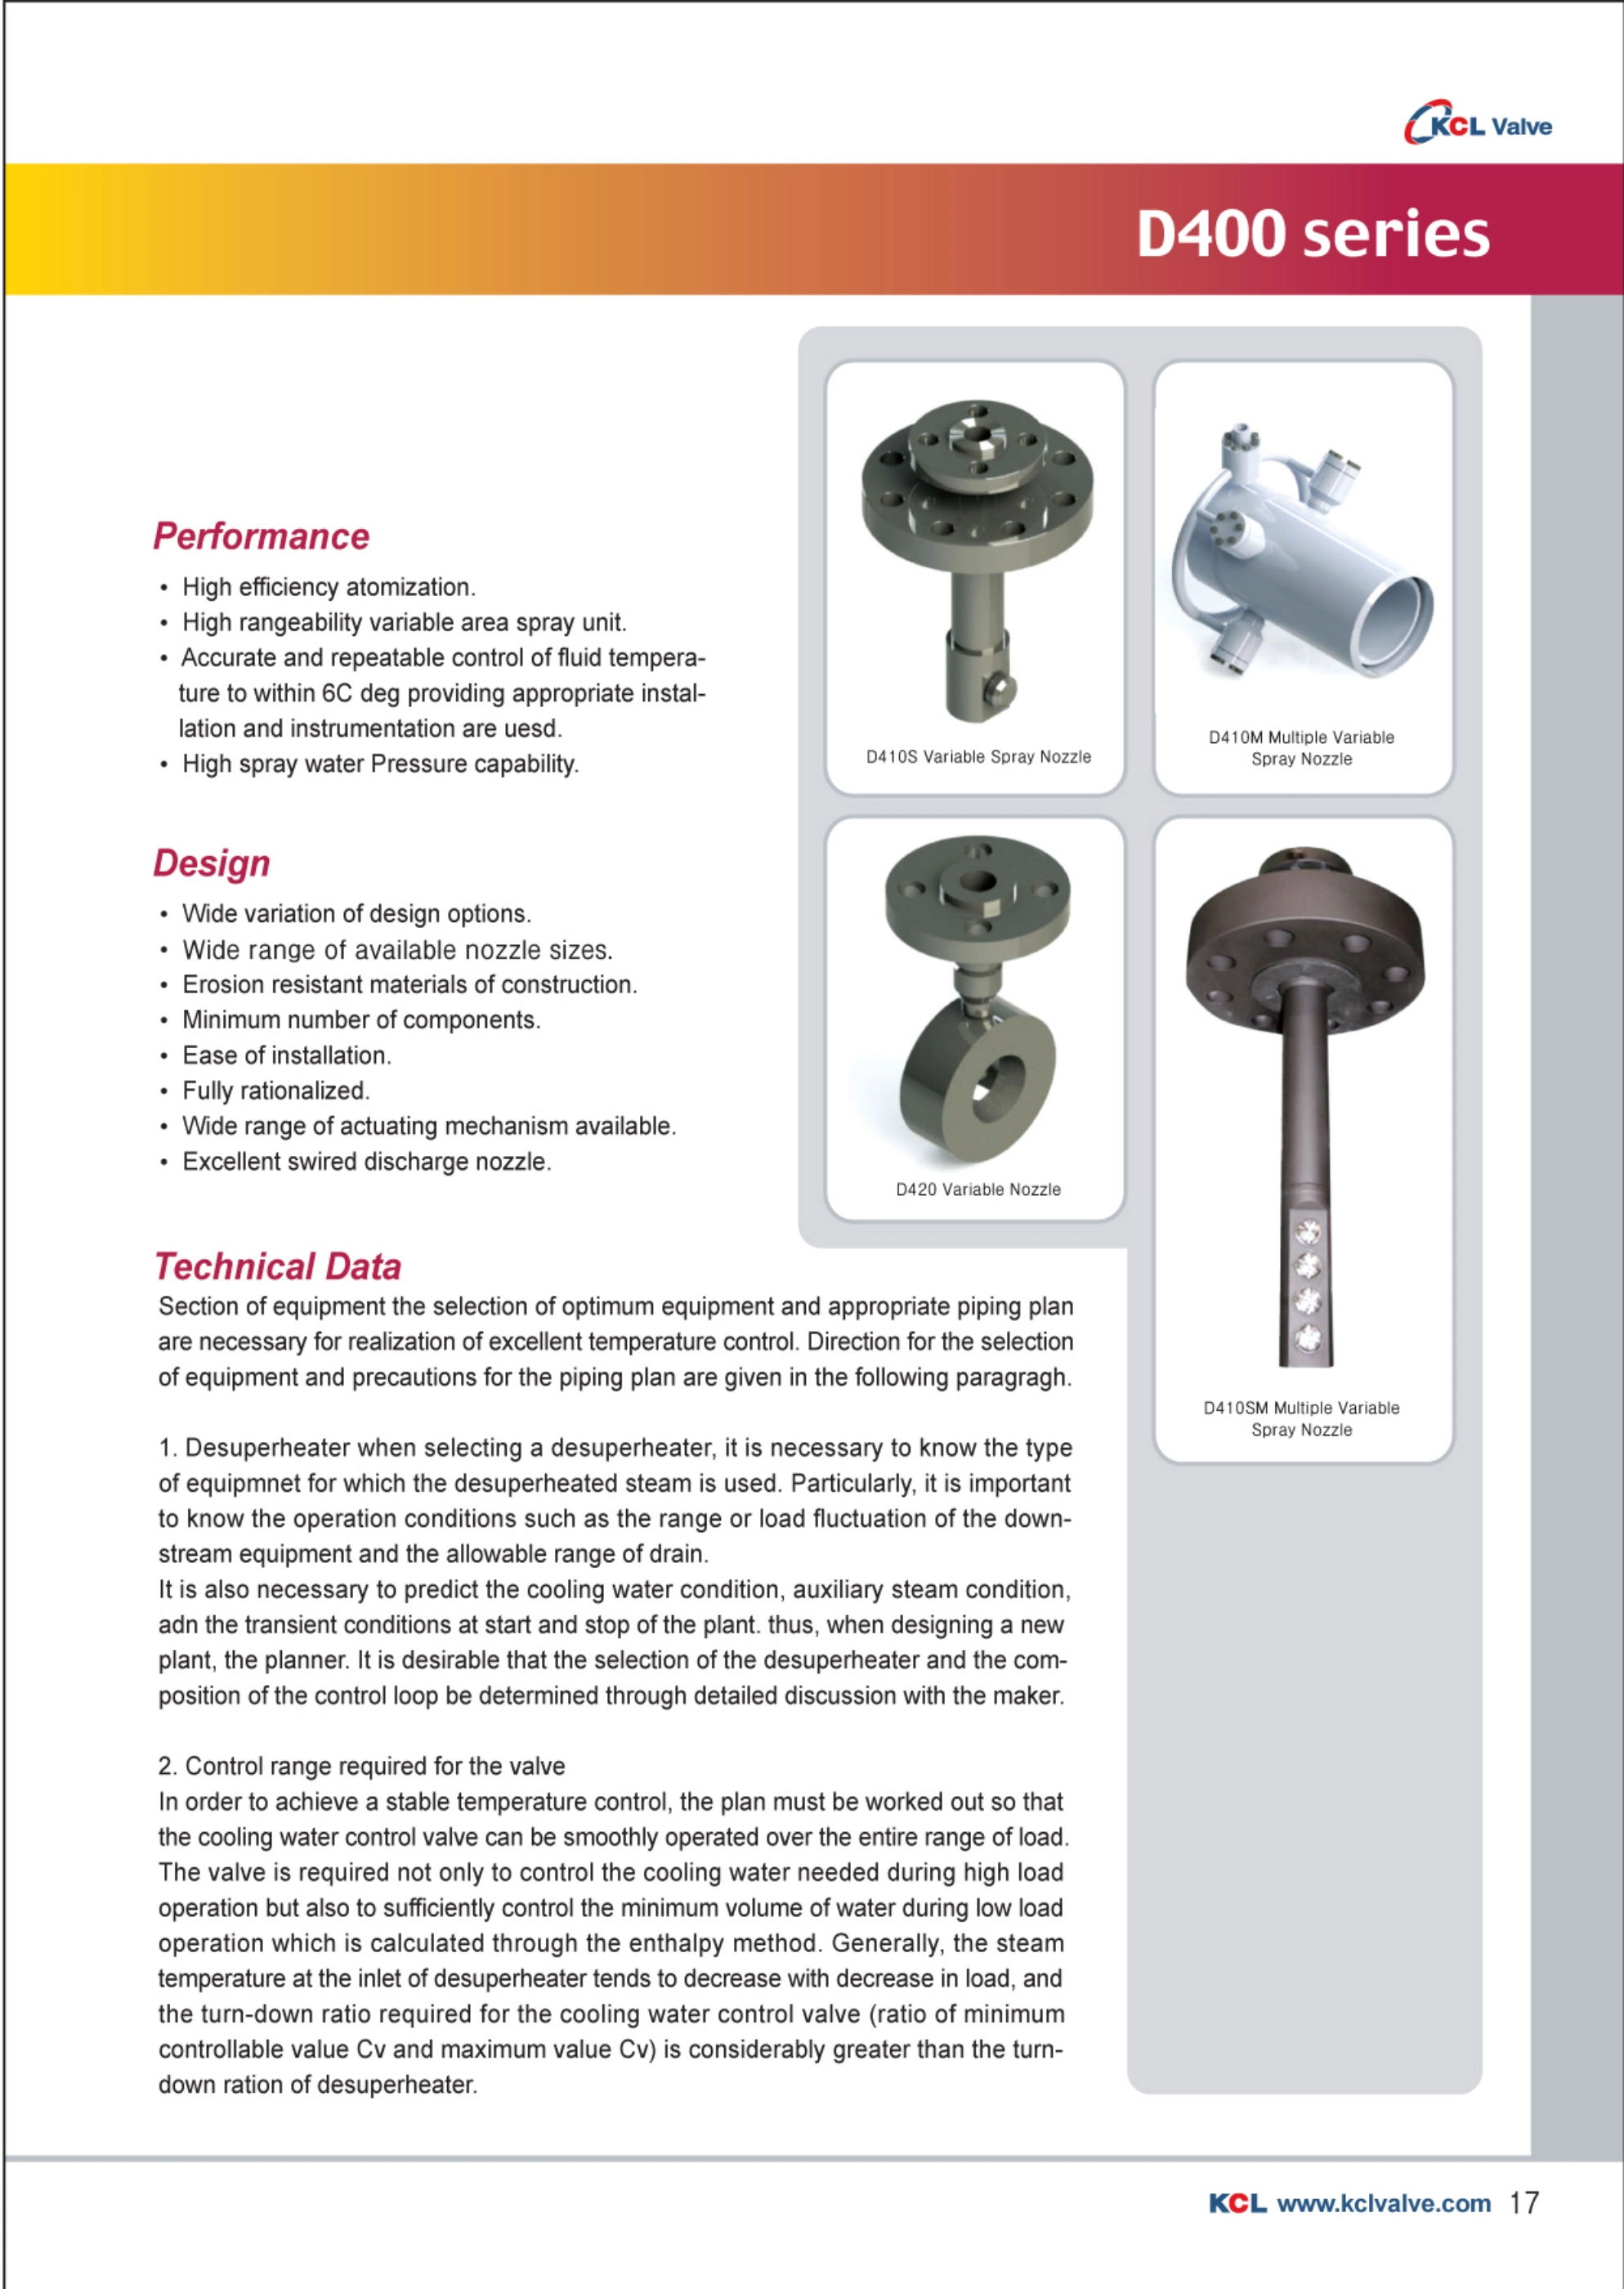 KCL Valve
D400 series
Performance
• High efficiency atomization.
• High rangeability variable area spray unit.
• Accurate and repeatable control of fluid tempera-
ture to within 6C deg providing appropriate instal-
lation and instrumentation are uesd.
• High spray water Pressure capability.
Design
• Wide variation of design options.
• Wide range of available nozzle sizes.
• Erosion resistant materials of construction.
• Minimum number of components.
• Ease of installation.
• Fully rationalized.
• Wide range of actuating mechanism available.
• Excellent swired discharge nozzle.
D410S Variable Spray Nozzle
D410M Multiple Variable
Spray Nozzle
D420 Variable Nozzle
D410SM Multiple Variable
Spray Nozzle
Technical Data
Section of equipment the selection of optimum equipment and appropriate piping plan
are necessary for realization of excellent temperature control. Direction for the selection
of equipment and precautions for the piping plan are given in the following paragragh.
1. Desuperheater when selecting a desuperheater, it is necessary to know the type
of equipmnet for which the desuperheated steam is used. Particularly, it is important
to know the operation conditions such as the range or load fluctuation of the down-
stream equipment and the allowable range of drain.
It is also necessary to predict the cooling water condition, auxiliary steam condition,
adn the transient conditions at start and stop of the plant. thus, when designing a new
plant, the planner. It is desirable that the selection of the desuperheater and the com-
position of the control loop be determined through detailed discussion with the maker.
2. Control range required for the valve
In order to achieve a stable temperature control, the plan must be worked out so that
the cooling water control valve can be smoothly operated over the entire range of load.
The valve is required not only to control the cooling water needed during high load
operation but also to sufficiently control the minimum volume of water during low load
operation which is calculated through the enthalpy method. Generally, the steam
temperature at the inlet of desuperheater tends to decrease with decrease in load, and
the turn-down ratio required for the cooling water control valve (ratio of minimum
controllable value Cv and maximum value Cv) is considerably greater than the turn-
down ration of desuperheater.
KCL www.kclvalve.com 17